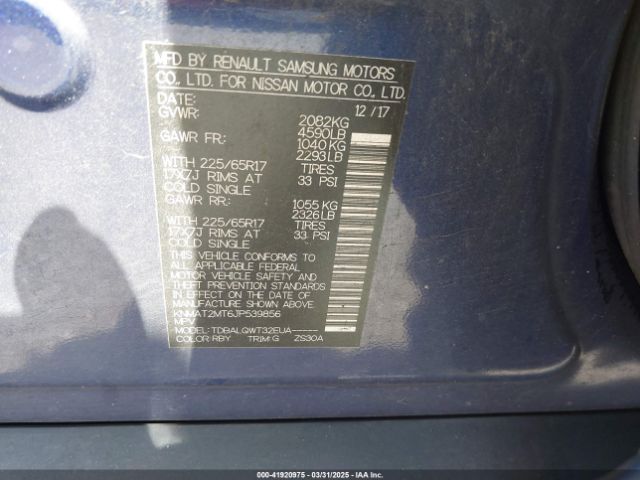 MFD BY RENAULT SAMSUNG MOTORS
CO., LTD. FOR NISSAN MOTOR CO., LTD.
DATE: 12 /17
GVWR: 2082KG
4590LB
GAWR FR: 1040 KG
2293LB
WITH 225/65R17 TIRES
17X7J RIMS AT 33 PSI
COLD SINGLE
GAWR RR: 1055 KG
2326LB
WITH 225/65R17 TIRES
17X7J RIMS AT 33 PSI
COLD SINGLE
THIS VEHICLE CONFORMS TO
ALL APPLICABLE FEDERAL
MOTOR VEHICLE SAFETY AND
THEFT PREVENTION STANDARDS
IN EFFECT ON THE DATE OF
MANUFACTURE SHOWN ABOVE
KNMAT2MT6JP539856
MPV
MODEL: TDBALQWT32EUA------
COLOR:RBY TRIM:G ZS30A
000-41920975 - 03/31/2025 - IAA Inc.